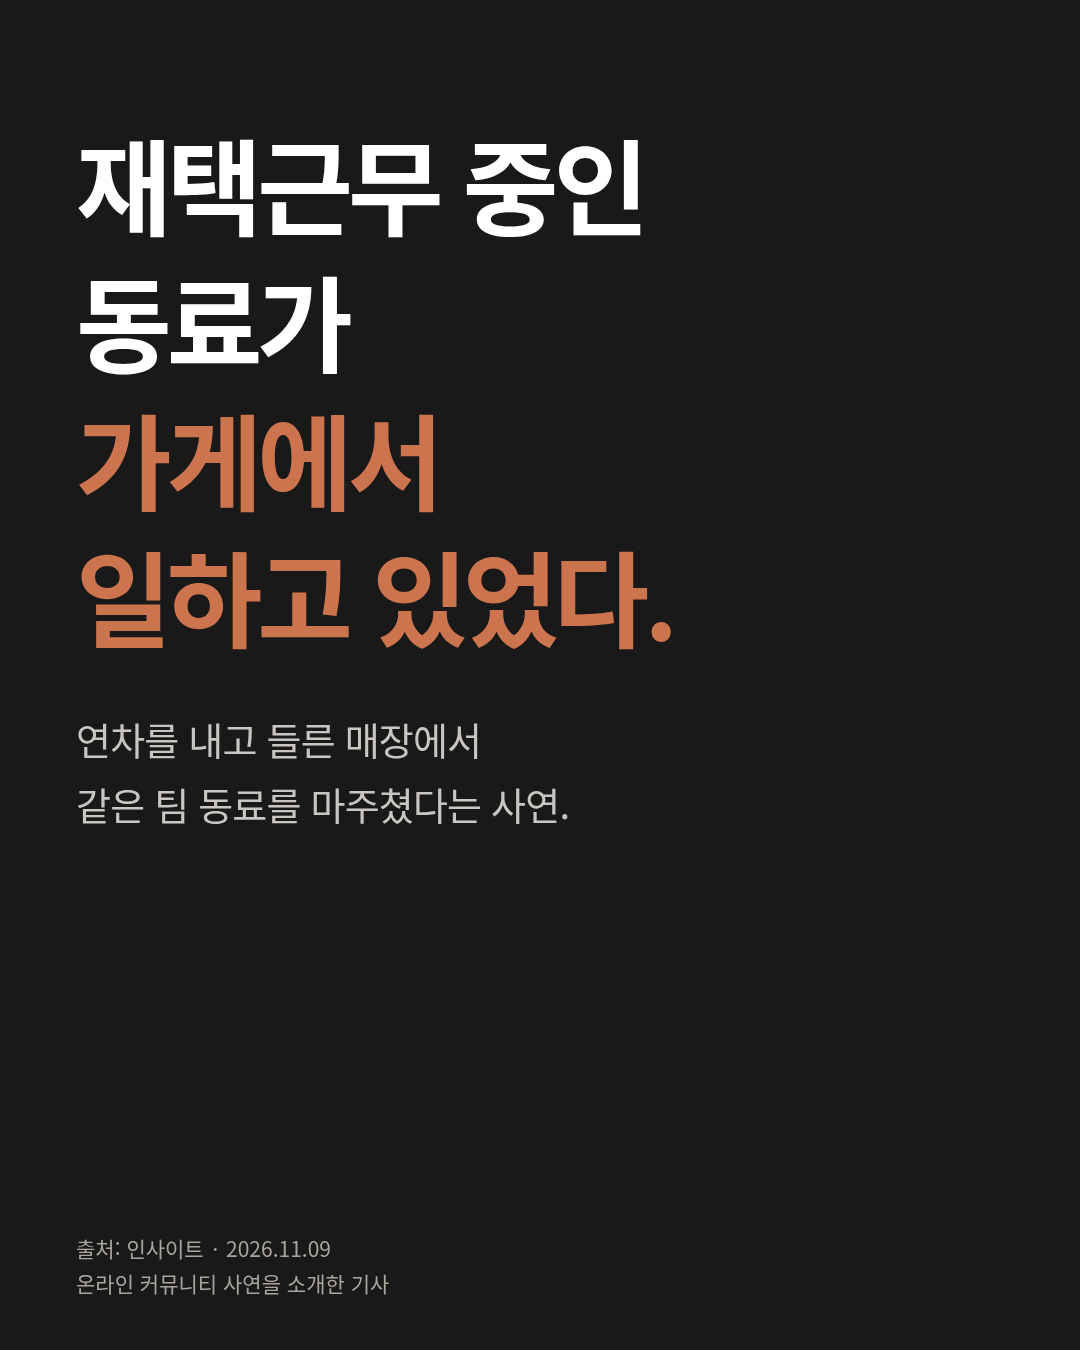 재택근무 중인
동료가
가게에서
일하고 있었다.
연차를 내고 들른 매장에서
같은 팀 동료를 마주쳤다는 사연.
출처: 인사이트 · 2026.11.09
온라인 커뮤니티 사연을 소개한 기사